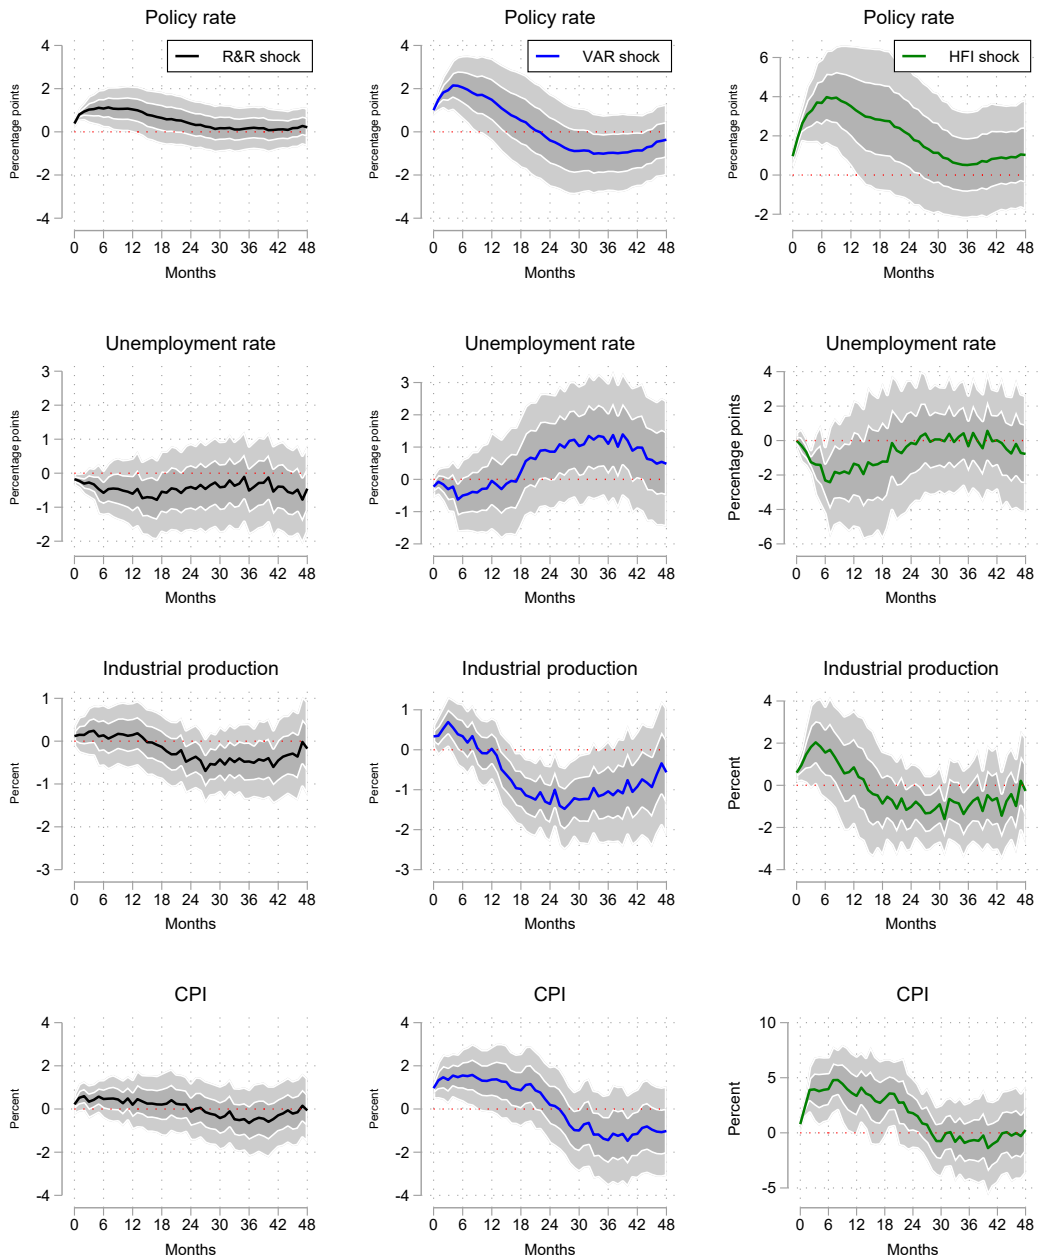 Policy rate
Policy rate
Policy rate
R&R shock
VAR shock
HFI shock
Percentage points
4
2
0
-2
-4
0 6 12 18 24 30 36 42 48
Months
Percentage points
4
2
0
-2
-4
0 6 12 18 24 30 36 42 48
Months
Percentage points
6
4
2
0
-2
0 6 12 18 24 30 36 42 48
Months
Unemployment rate
Unemployment rate
Unemployment rate
Percentage points
3
2
1
0
-1
-2
0 6 12 18 24 30 36 42 48
Months
Percentage points
3
2
1
0
-1
-2
0 6 12 18 24 30 36 42 48
Months
Percentage points
4
2
0
-2
-4
-6
0 6 12 18 24 30 36 42 48
Months
Industrial production
Industrial production
Industrial production
Percent
1
0
-1
-2
-3
0 6 12 18 24 30 36 42 48
Months
Percent
1
0
-1
-2
-3
0 6 12 18 24 30 36 42 48
Months
Percent
4
2
0
-2
-4
0 6 12 18 24 30 36 42 48
Months
CPI
CPI
CPI
Percent
4
2
0
-2
-4
0 6 12 18 24 30 36 42 48
Months
Percent
4
2
0
-2
-4
0 6 12 18 24 30 36 42 48
Months
Percent
10
5
0
-5
0 6 12 18 24 30 36 42 48
Months